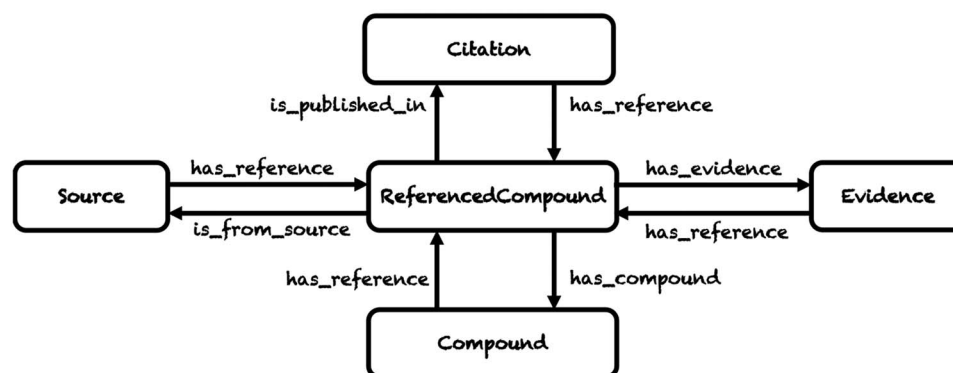 Citation
is_published_in
has_reference
has_reference
has_evidence
Source
ReferencedCompound
Evidence
is_from_source
has_reference
has_reference
has_compound
Compound